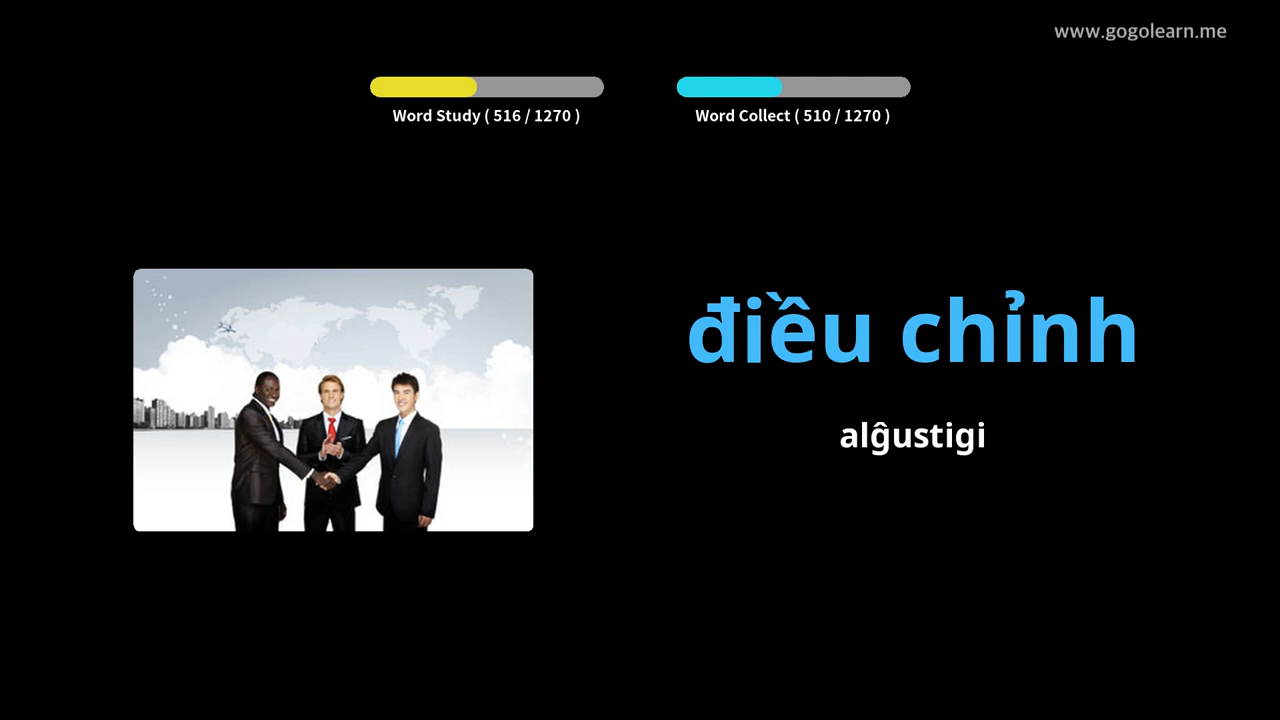 www.gogolearn.me
Word Study ( 516 / 1270 )
Word Collect ( 510 / 1270 )
điều chỉnh
alĝustigi